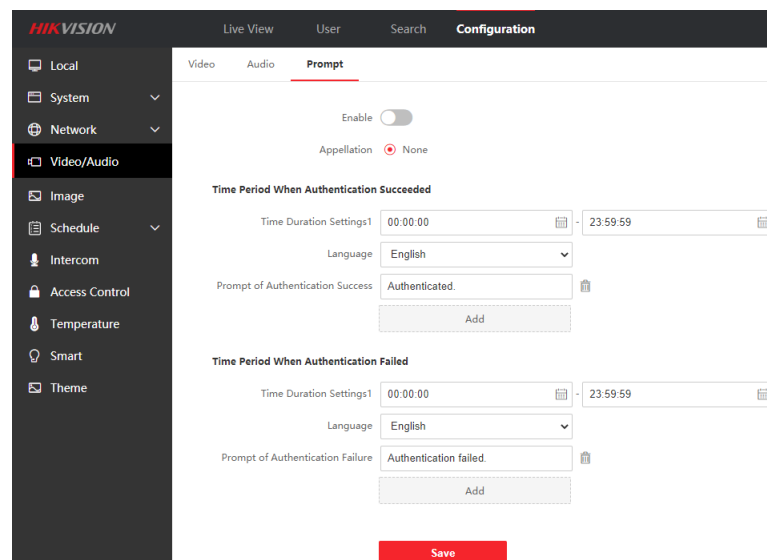 HIKVISION Live View User Search Configuration
Local
System
Network
Video/Audio
Image
Schedule
Intercom
Access Control
Temperature
Smart
Theme
Video Audio Prompt
Enable
Appellation None
Time Period When Authentication Succeeded
Time Duration Settings1 00:00:00 - 23:59:59
Language English
Prompt of Authentication Success Authenticated.
Add
Time Period When Authentication Failed
Time Duration Settings1 00:00:00 - 23:59:59
Language English
Prompt of Authentication Failure Authentication failed.
Add
Save